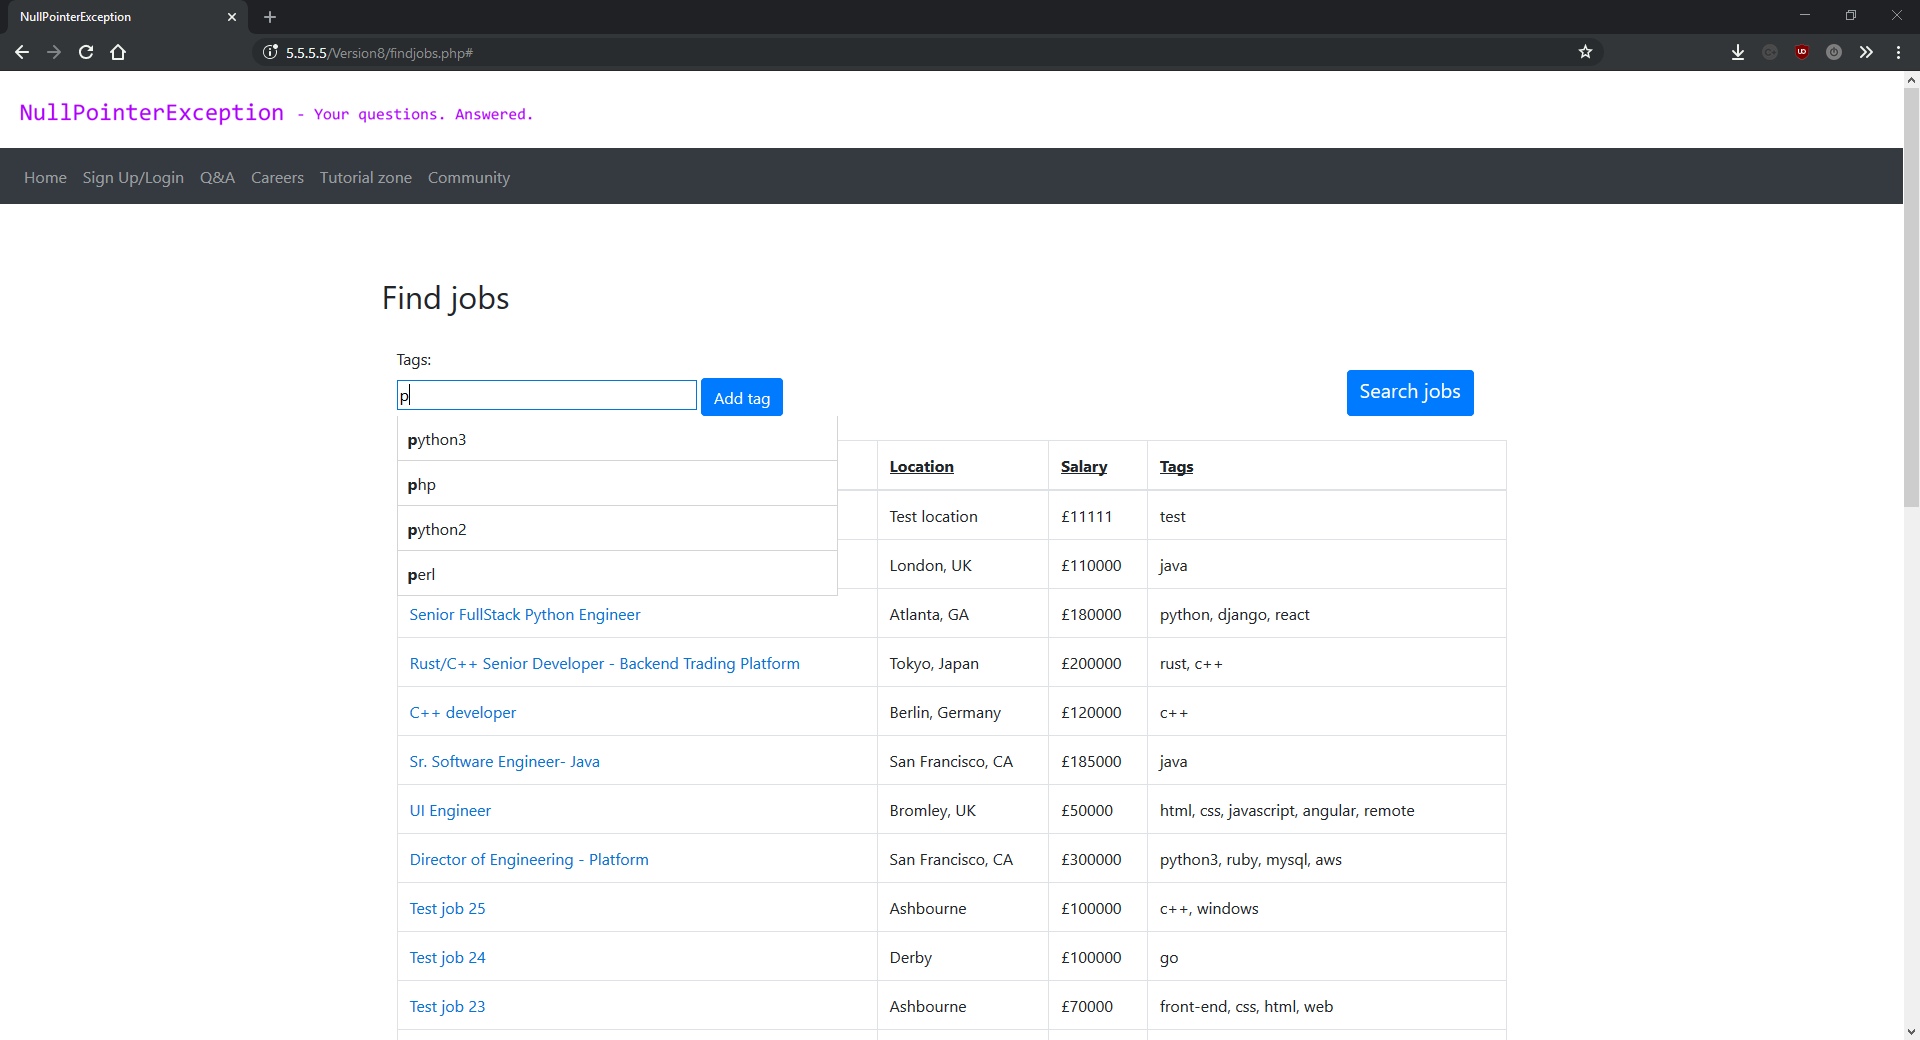 NullPointerException
5.5.5.5/Version8/findjobs.php#
NullPointerException - Your questions. Answered.
Home Sign Up/Login Q&A Careers Tutorial zone Community
Find jobs
Tags:
p Add tag Search jobs
python3
php
python2
perl
Location Salary Tags
Test location £11111 test
London, UK £110000 java
Senior FullStack Python Engineer Atlanta, GA £180000 python, django, react
Rust/C++ Senior Developer - Backend Trading Platform Tokyo, Japan £200000 rust, c++
C++ developer Berlin, Germany £120000 c++
Sr. Software Engineer- Java San Francisco, CA £185000 java
UI Engineer Bromley, UK £50000 html, css, javascript, angular, remote
Director of Engineering - Platform San Francisco, CA £300000 python3, ruby, mysql, aws
Test job 25 Ashbourne £100000 c++, windows
Test job 24 Derby £100000 go
Test job 23 Ashbourne £70000 front-end, css, html, web